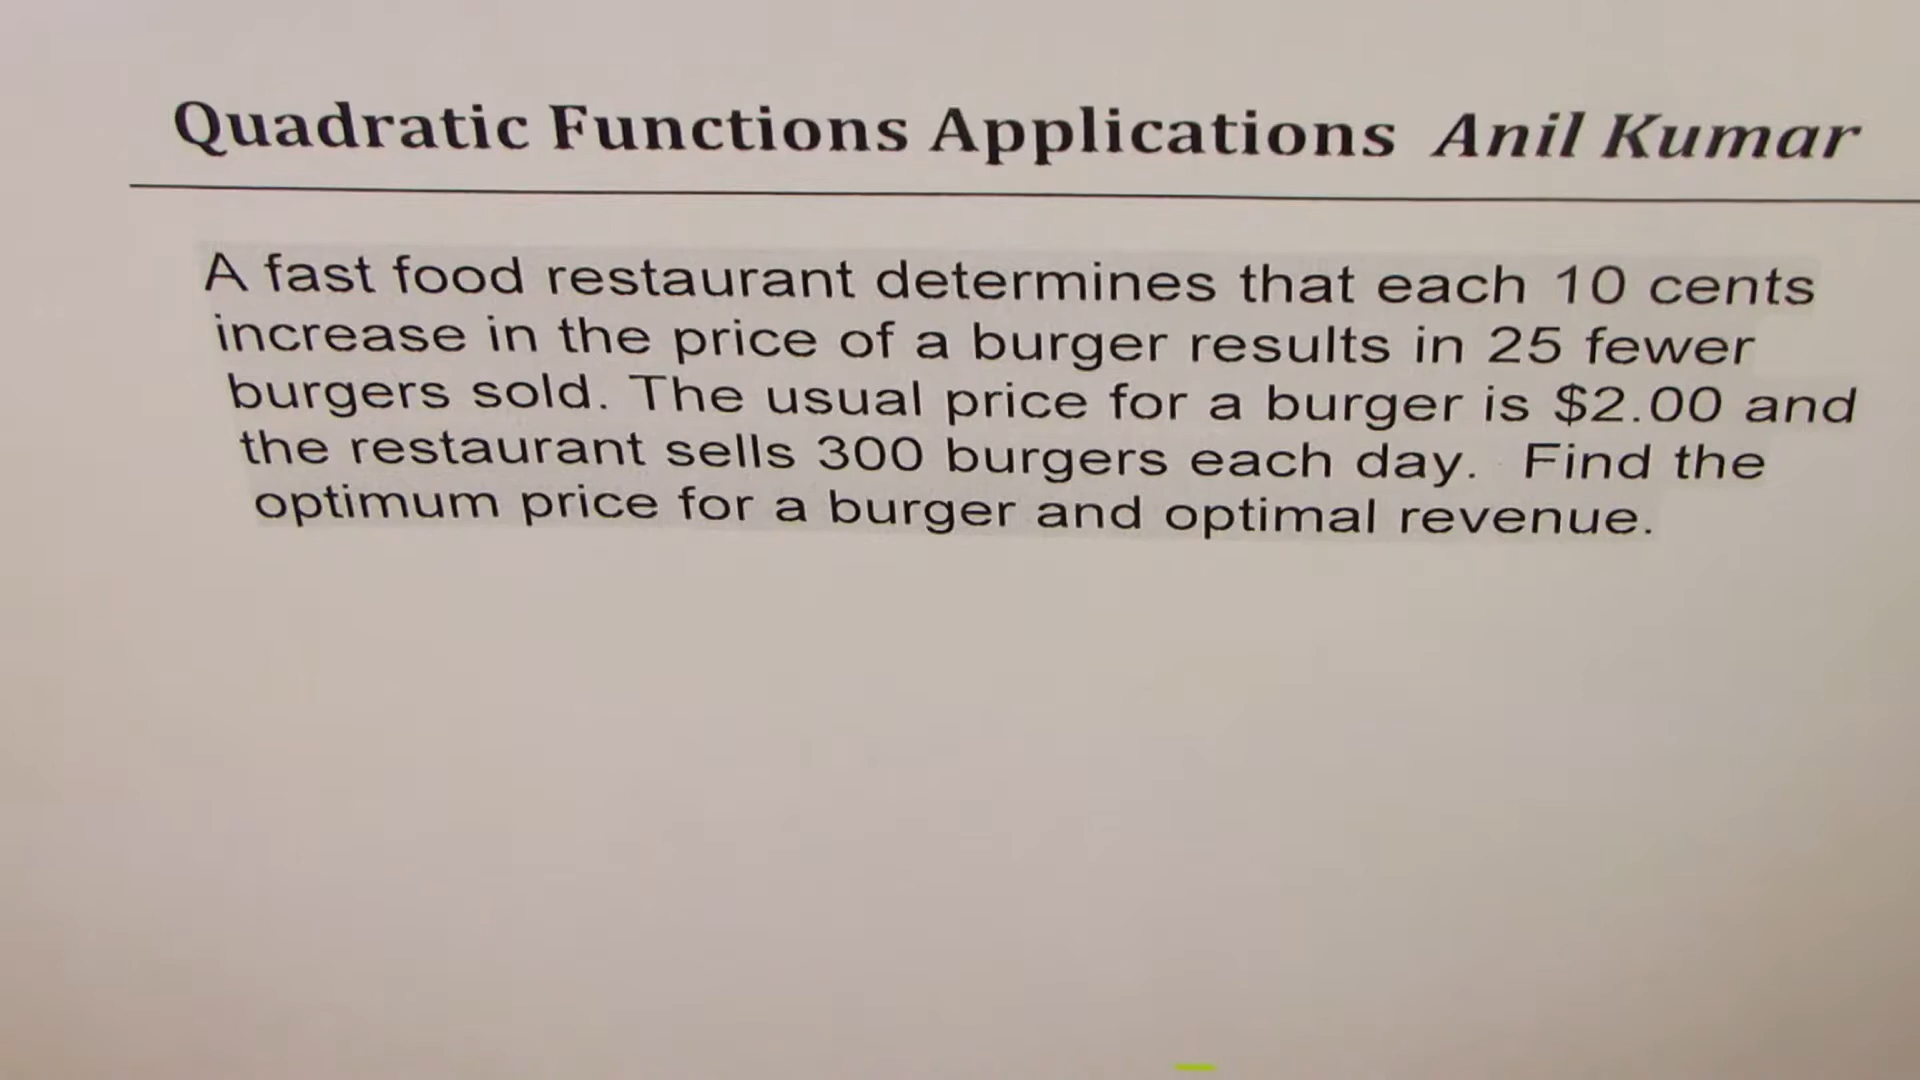 Quadratic Functions Applications Anil Kumar
A fast food restaurant determines that each 10 cents
increase in the price of a burger results in 25 fewer
burgers sold. The usual price for a burger is $2.00 and
the restaurant sells 300 burgers each day. Find the
optimum price for a burger and optimal revenue.